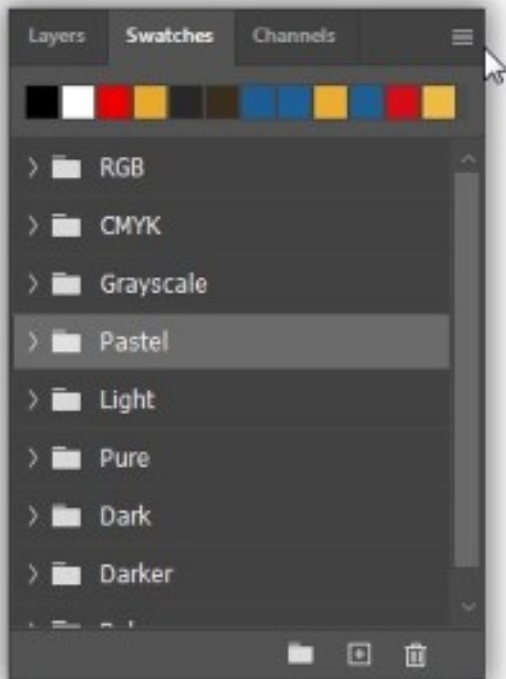 Layers Swatches Channels
RGB
CMYK
Grayscale
Pastel
Light
Pure
Dark
Darker